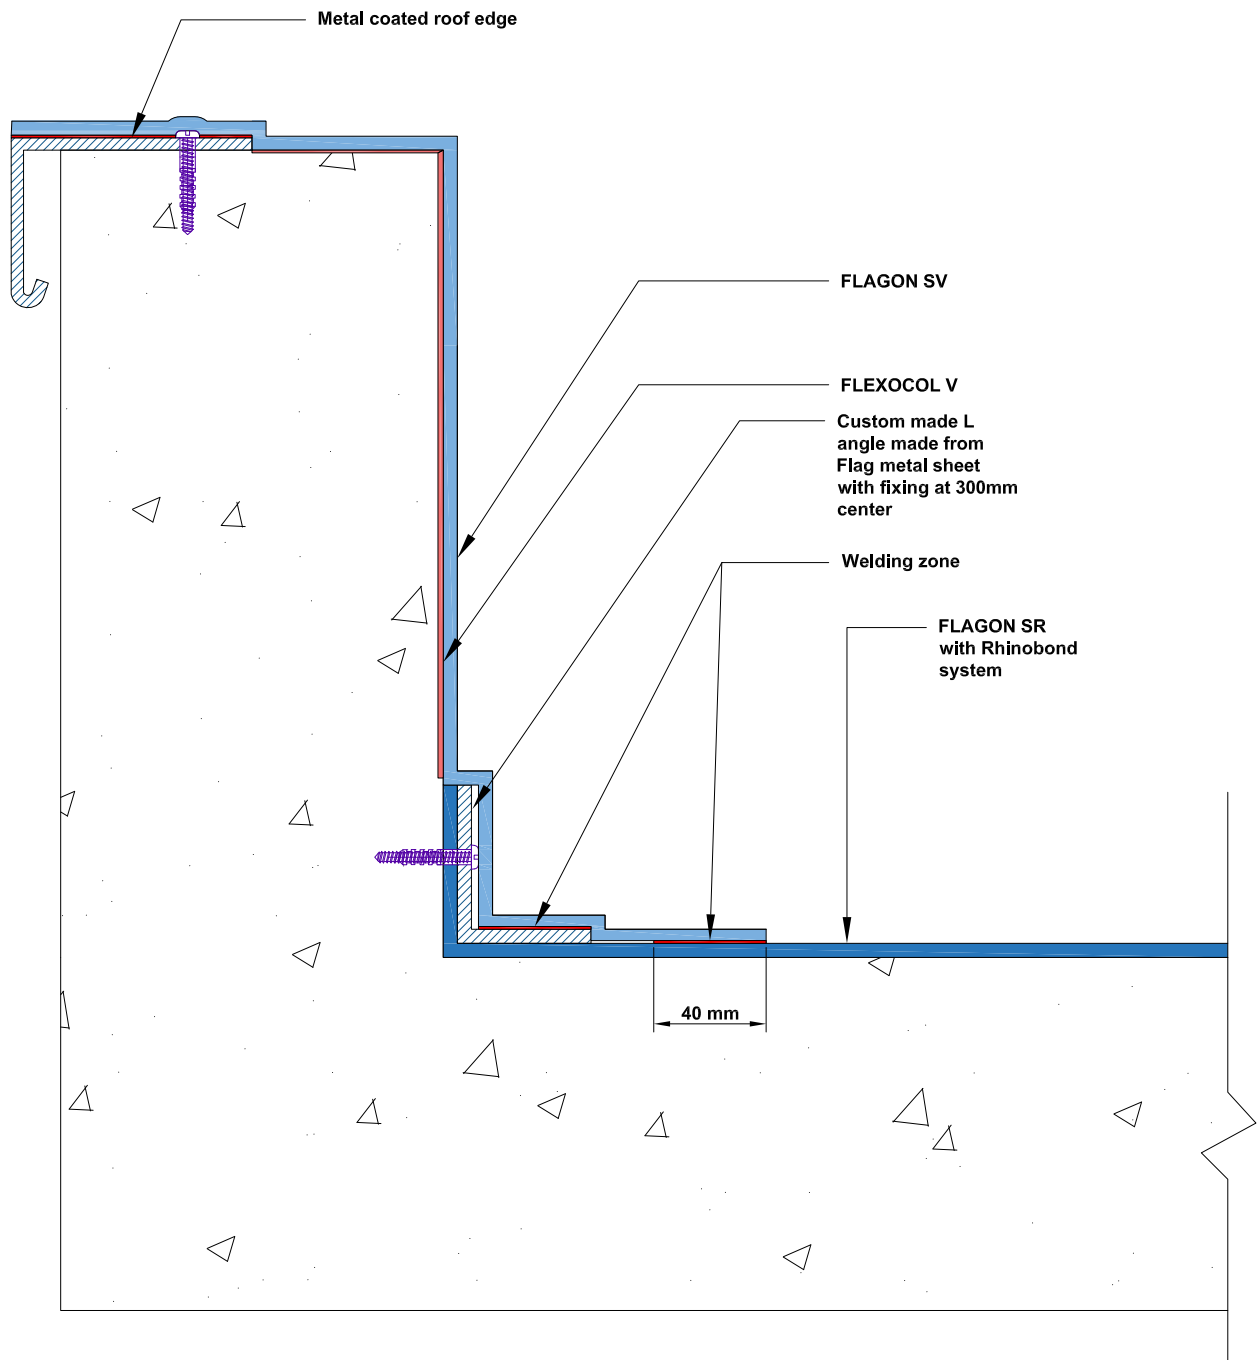 Metal coated roof edge
FLAGON SV
FLEXOCOL V
Custom made L
angle made from
Flag metal sheet
with fixing at 300mm
center
Welding zone
FLAGON SR
with Rhinobond
system
40 mm